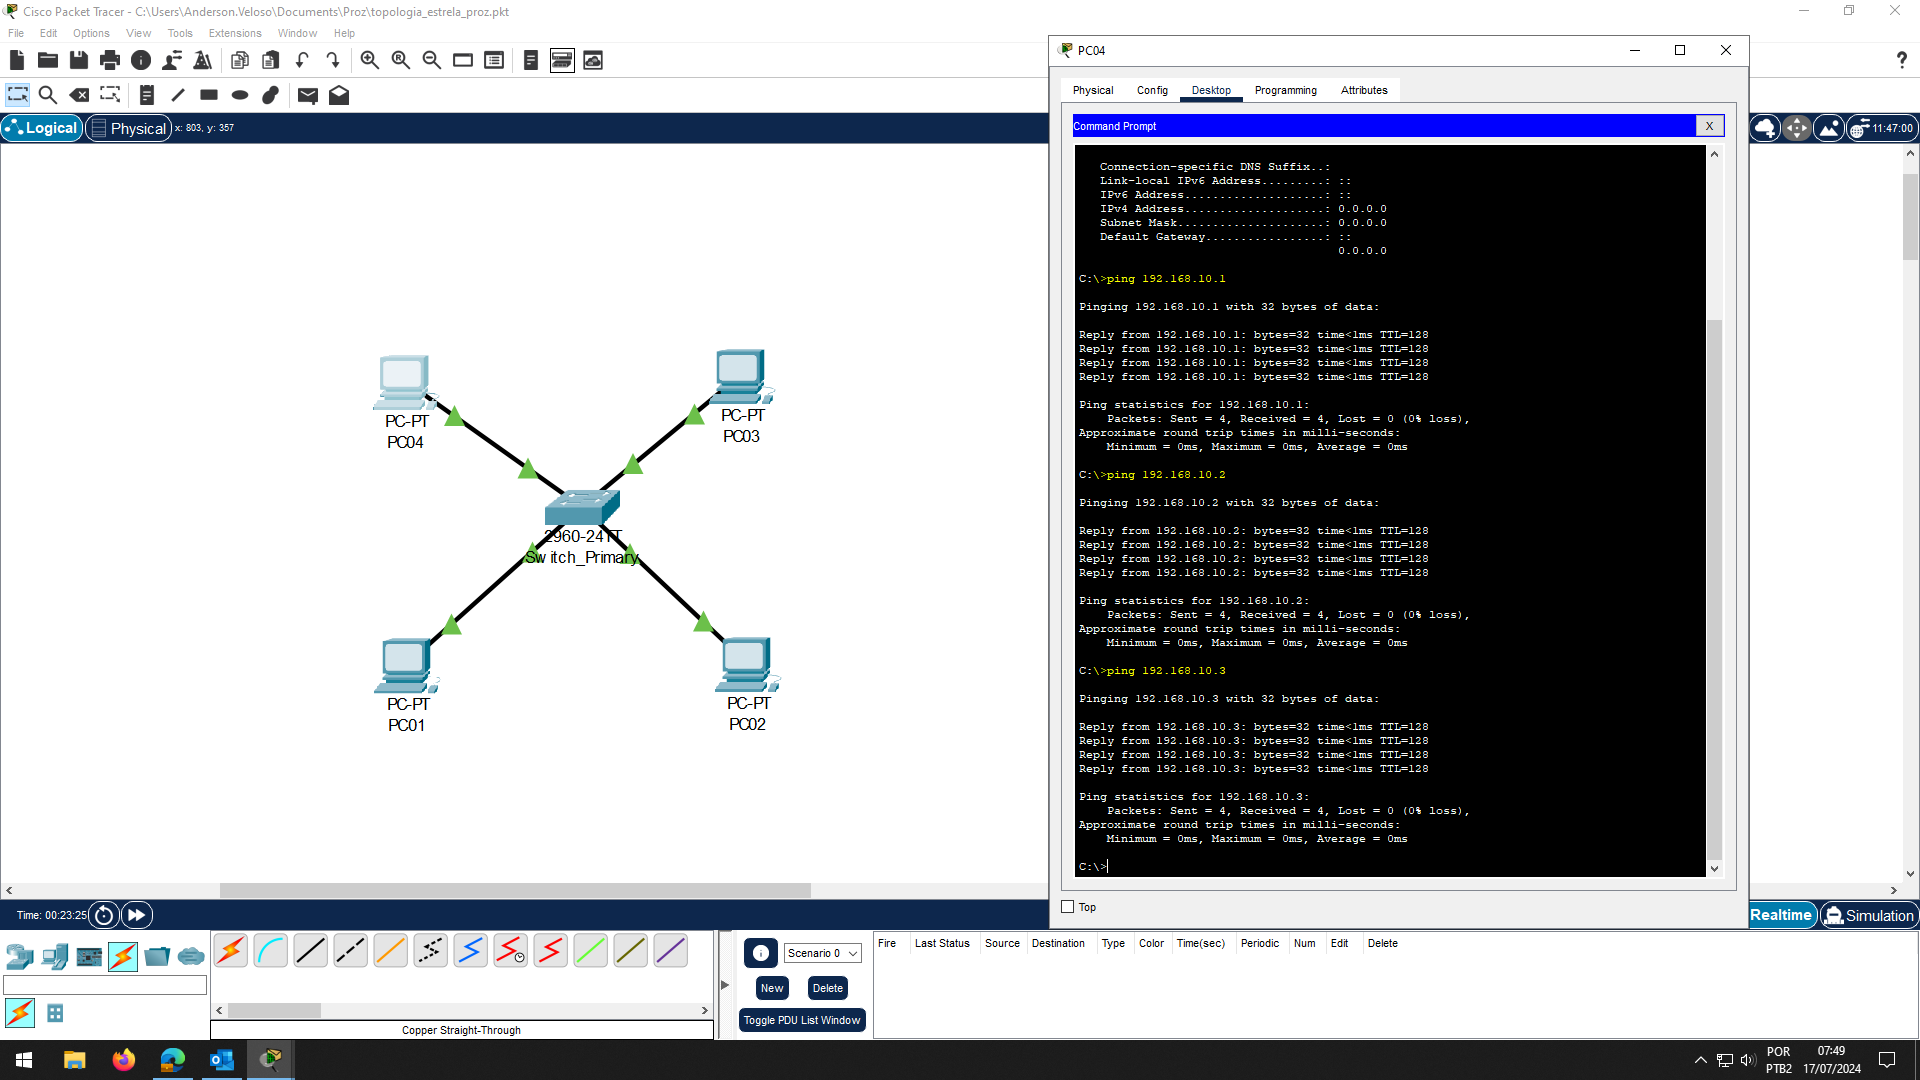 Cisco Packet Tracer - C:\Users\Anderson.Veloso\Documents\Proz\topologia_estrela_proz.pkt
File Edit Options View Tools Extensions Window Help
?
Logical
Physical
x: 803, y: 357
11:47:00
PC-PT
PC04
PC-PT
PC03
2960-24TT
Switch_Primary
PC-PT
PC01
PC-PT
PC02
PC04
Physical Config Desktop Programming Attributes
Command Prompt
X
Connection-specific DNS Suffix..:
Link-local IPv6 Address.........: ::
IPv6 Address....................: ::
IPv4 Address....................: 0.0.0.0
Subnet Mask.....................: 0.0.0.0
Default Gateway.................: ::
0.0.0.0
C:\>ping 192.168.10.1
Pinging 192.168.10.1 with 32 bytes of data:
Reply from 192.168.10.1: bytes=32 time<1ms TTL=128
Reply from 192.168.10.1: bytes=32 time<1ms TTL=128
Reply from 192.168.10.1: bytes=32 time<1ms TTL=128
Reply from 192.168.10.1: bytes=32 time<1ms TTL=128
Ping statistics for 192.168.10.1:
Packets: Sent = 4, Received = 4, Lost = 0 (0% loss),
Approximate round trip times in milli-seconds:
Minimum = 0ms, Maximum = 0ms, Average = 0ms
C:\>ping 192.168.10.2
Pinging 192.168.10.2 with 32 bytes of data:
Reply from 192.168.10.2: bytes=32 time<1ms TTL=128
Reply from 192.168.10.2: bytes=32 time<1ms TTL=128
Reply from 192.168.10.2: bytes=32 time<1ms TTL=128
Reply from 192.168.10.2: bytes=32 time<1ms TTL=128
Ping statistics for 192.168.10.2:
Packets: Sent = 4, Received = 4, Lost = 0 (0% loss),
Approximate round trip times in milli-seconds:
Minimum = 0ms, Maximum = 0ms, Average = 0ms
C:\>ping 192.168.10.3
Pinging 192.168.10.3 with 32 bytes of data:
Reply from 192.168.10.3: bytes=32 time<1ms TTL=128
Reply from 192.168.10.3: bytes=32 time<1ms TTL=128
Reply from 192.168.10.3: bytes=32 time<1ms TTL=128
Reply from 192.168.10.3: bytes=32 time<1ms TTL=128
Ping statistics for 192.168.10.3:
Packets: Sent = 4, Received = 4, Lost = 0 (0% loss),
Approximate round trip times in milli-seconds:
Minimum = 0ms, Maximum = 0ms, Average = 0ms
C:\>
Top
Time: 00:23:25
Realtime
Simulation
Copper Straight-Through
Scenario 0
New
Delete
Toggle PDU List Window
Fire Last Status Source Destination Type Color Time(sec) Periodic Num Edit Delete
POR
PTB2
07:49
17/07/2024